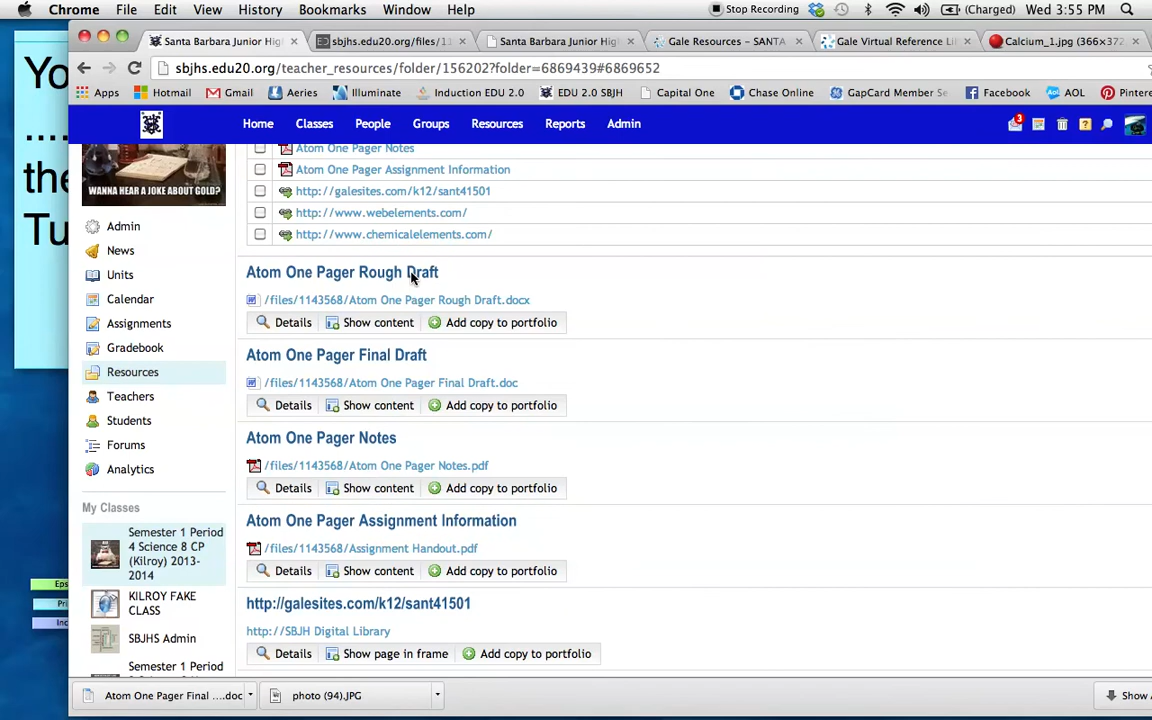 Chrome File Edit View History Bookmarks Window Help Stop Recording (Charged) Wed 3:55 PM
Yo
....
the
Tu
Santa Barbara Junior Hig × sbjhs.edu20.org/files/11 × Santa Barbara Junior Hig × Gale Resources – SANTA × Gale Virtual Reference Li × Calcium_1.jpg (366×372 ×
sbjhs.edu20.org/teacher_resources/folder/156202?folder=6869439#6869652
Apps Hotmail Gmail Aeries Illuminate Induction EDU 2.0 EDU 2.0 SBJH Capital One Chase Online GapCard Member Se Facebook AOL Pintere
Home Classes People Groups Resources Reports Admin 3
WANNA HEAR A JOKE ABOUT GOLD?
Admin
News
Units
Calendar
Assignments
Gradebook
Resources
Teachers
Students
Forums
Analytics
My Classes
Semester 1 Period
4 Science 8 CP
(Kilroy) 2013-
2014
KILROY FAKE
CLASS
SBJHS Admin
Semester 1 Period
Atom One Pager Notes
Atom One Pager Assignment Information
http://galesites.com/k12/sant41501
http://www.webelements.com/
http://www.chemicalelements.com/
Atom One Pager Rough Draft
/files/1143568/Atom One Pager Rough Draft.docx
Details Show content Add copy to portfolio
Atom One Pager Final Draft
/files/1143568/Atom One Pager Final Draft.doc
Details Show content Add copy to portfolio
Atom One Pager Notes
/files/1143568/Atom One Pager Notes.pdf
Details Show content Add copy to portfolio
Atom One Pager Assignment Information
/files/1143568/Assignment Handout.pdf
Details Show content Add copy to portfolio
http://galesites.com/k12/sant41501
http://SBJH Digital Library
Details Show page in frame Add copy to portfolio
Eps
Pri
Inc
Atom One Pager Final ....doc photo (94).JPG Show